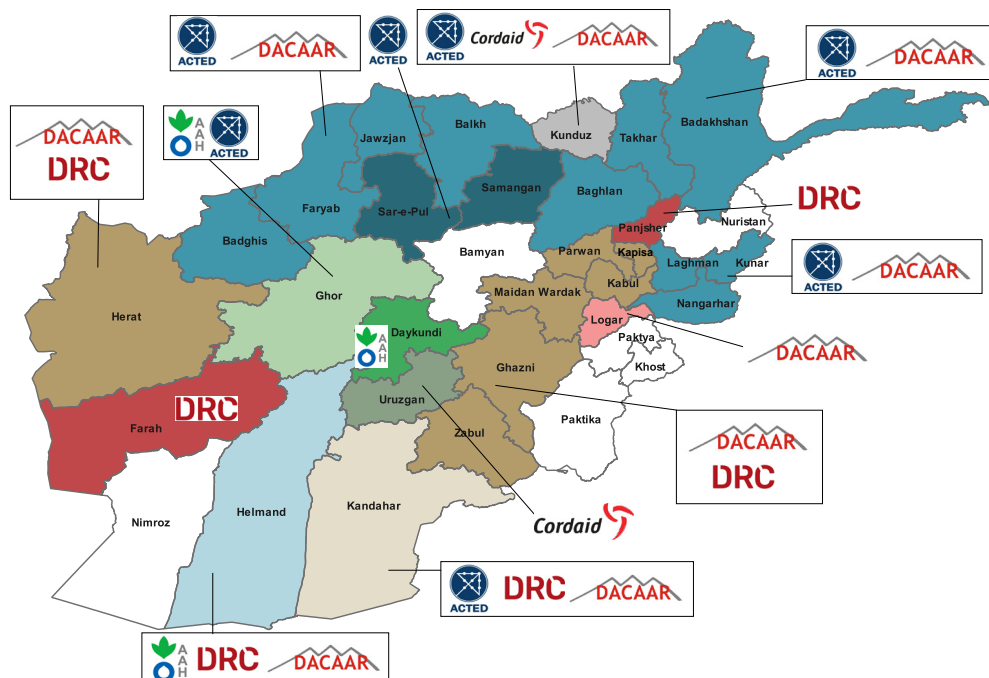 ACTED
DACAAR
ACTED
ACTED
Cordaid
DACAAR
ACTED
DACAAR
DACAAR
DRC
AAH
ACTED
Jawzjan
Balkh
Kunduz
Takhar
Badakhshan
Sar-e-Pul
Samangan
Baghlan
DRC
Faryab
Panjsher
Nuristan
Badghis
Bamyan
Parwan
Kapisa
Laghman
Kunar
ACTED
DACAAR
Ghor
Maidan Wardak
Kabul
Nangarhar
Herat
Daykundi
AAH
Logar
Paktya
DACAAR
Ghazni
Khost
Uruzgan
DRC
Farah
Zabul
Paktika
DACAAR
DRC
Nimroz
Helmand
Kandahar
Cordaid
ACTED
DRC
DACAAR
AAH
DRC
DACAAR